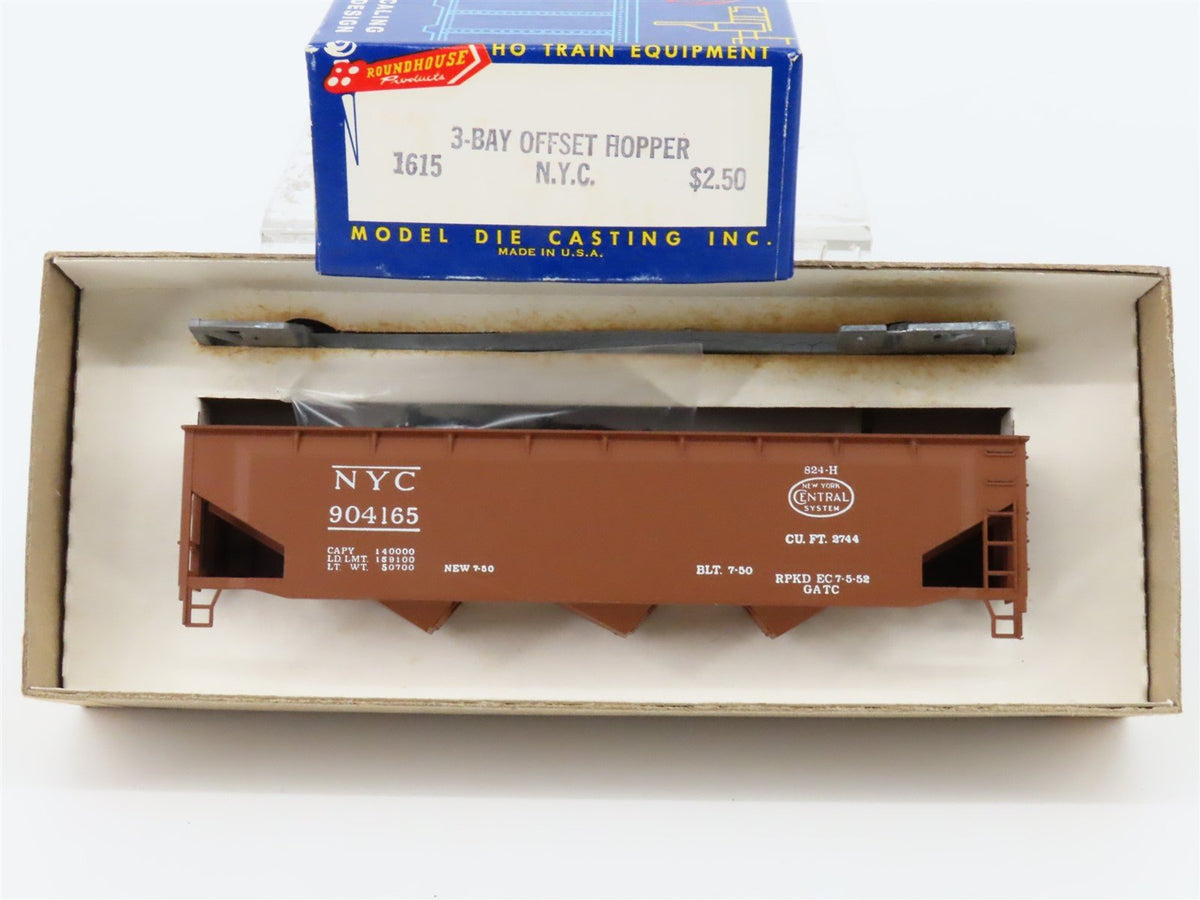 SCALING
DESIGN
HO TRAIN EQUIPMENT
ROUNDHOUSE
Products
3-BAY OFFSET HOPPER
1615 N.Y.C. $2.50
MODEL DIE CASTING INC.
MADE IN U.S.A.
NYC
904165
CAPY 140000
LD. LMT. 159100
LT. WT. 50700
NEW 7-50
824-H
NEW YORK
CENTRAL
SYSTEM
CU. FT. 2744
BLT. 7-50
RPKD EC 7-5-52
GATC